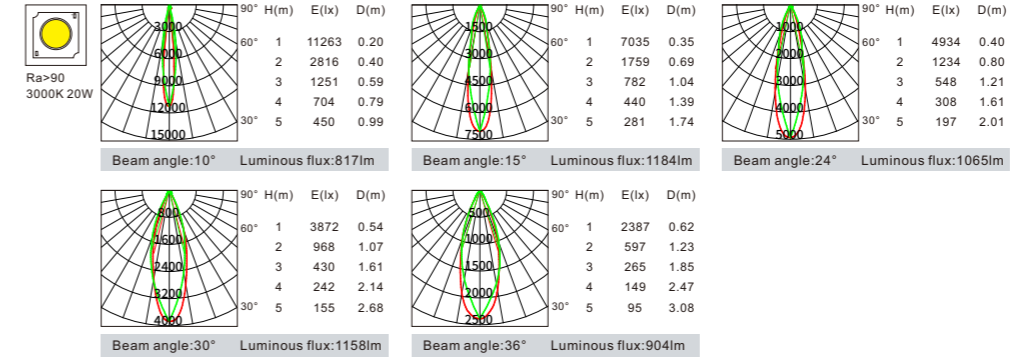 Ra>90
3000K 20W
3000
6000
9000
12000
15000
90°
60°
30°
H(m) E(lx) D(m)
1 11263 0.20
2 2816 0.40
3 1251 0.59
4 704 0.79
5 450 0.99
Beam angle:10° Luminous flux:817lm
1500
3000
4500
6000
7500
90°
60°
30°
H(m) E(lx) D(m)
1 7035 0.35
2 1759 0.69
3 782 1.04
4 440 1.39
5 281 1.74
Beam angle:15° Luminous flux:1184lm
1000
2000
3000
4000
5000
90°
60°
30°
H(m) E(lx) D(m)
1 4934 0.40
2 1234 0.80
3 548 1.21
4 308 1.61
5 197 2.01
Beam angle:24° Luminous flux:1065lm
800
1600
2400
3200
4000
90°
60°
30°
H(m) E(lx) D(m)
1 3872 0.54
2 968 1.07
3 430 1.61
4 242 2.14
5 155 2.68
Beam angle:30° Luminous flux:1158lm
500
1000
1500
2000
2500
90°
60°
30°
H(m) E(lx) D(m)
1 2387 0.62
2 597 1.23
3 265 1.85
4 149 2.47
5 95 3.08
Beam angle:36° Luminous flux:904lm